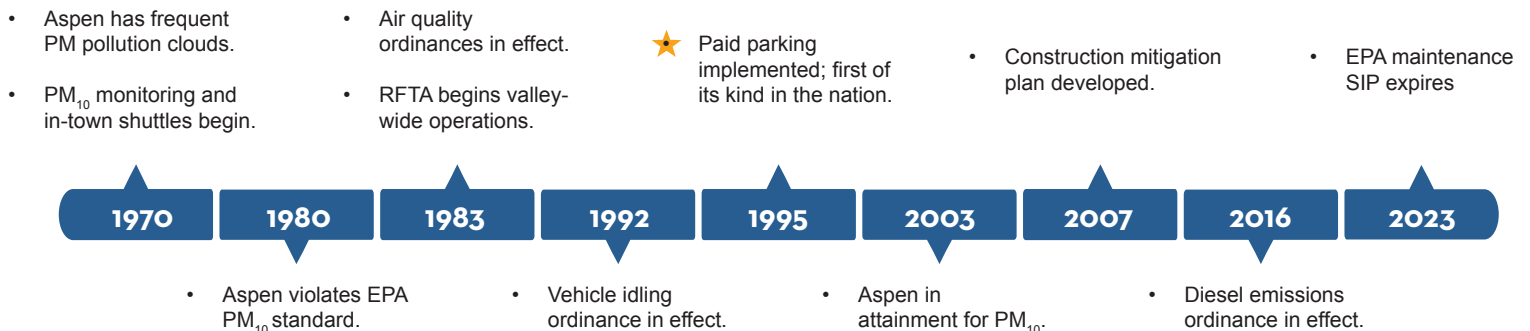 • Aspen has frequent
PM pollution clouds.
• PM₁₀ monitoring and
in-town shuttles begin.
• Air quality
ordinances in effect.
• RFTA begins valley-
wide operations.
• Paid parking
implemented; first of
its kind in the nation.
• Construction mitigation
plan developed.
• EPA maintenance
SIP expires
1970
1980
1983
1992
1995
2003
2007
2016
2023
• Aspen violates EPA
PM₁₀ standard.
• Vehicle idling
ordinance in effect.
• Aspen in
attainment for PM₁₀.
• Diesel emissions
ordinance in effect.